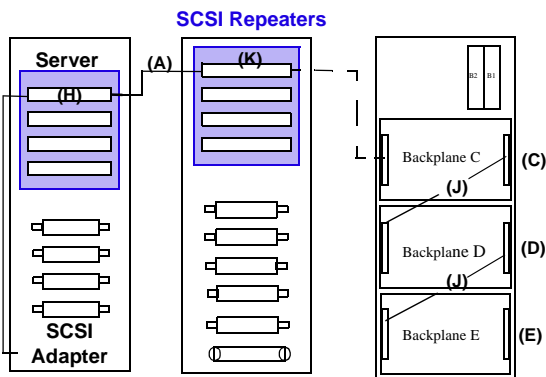 SCSI Repeaters
Server
(A)
(K)
(H)
B2
B1
Backplane C
(C)
(J)
Backplane D
(D)
(J)
Backplane E
(E)
SCSI
Adapter